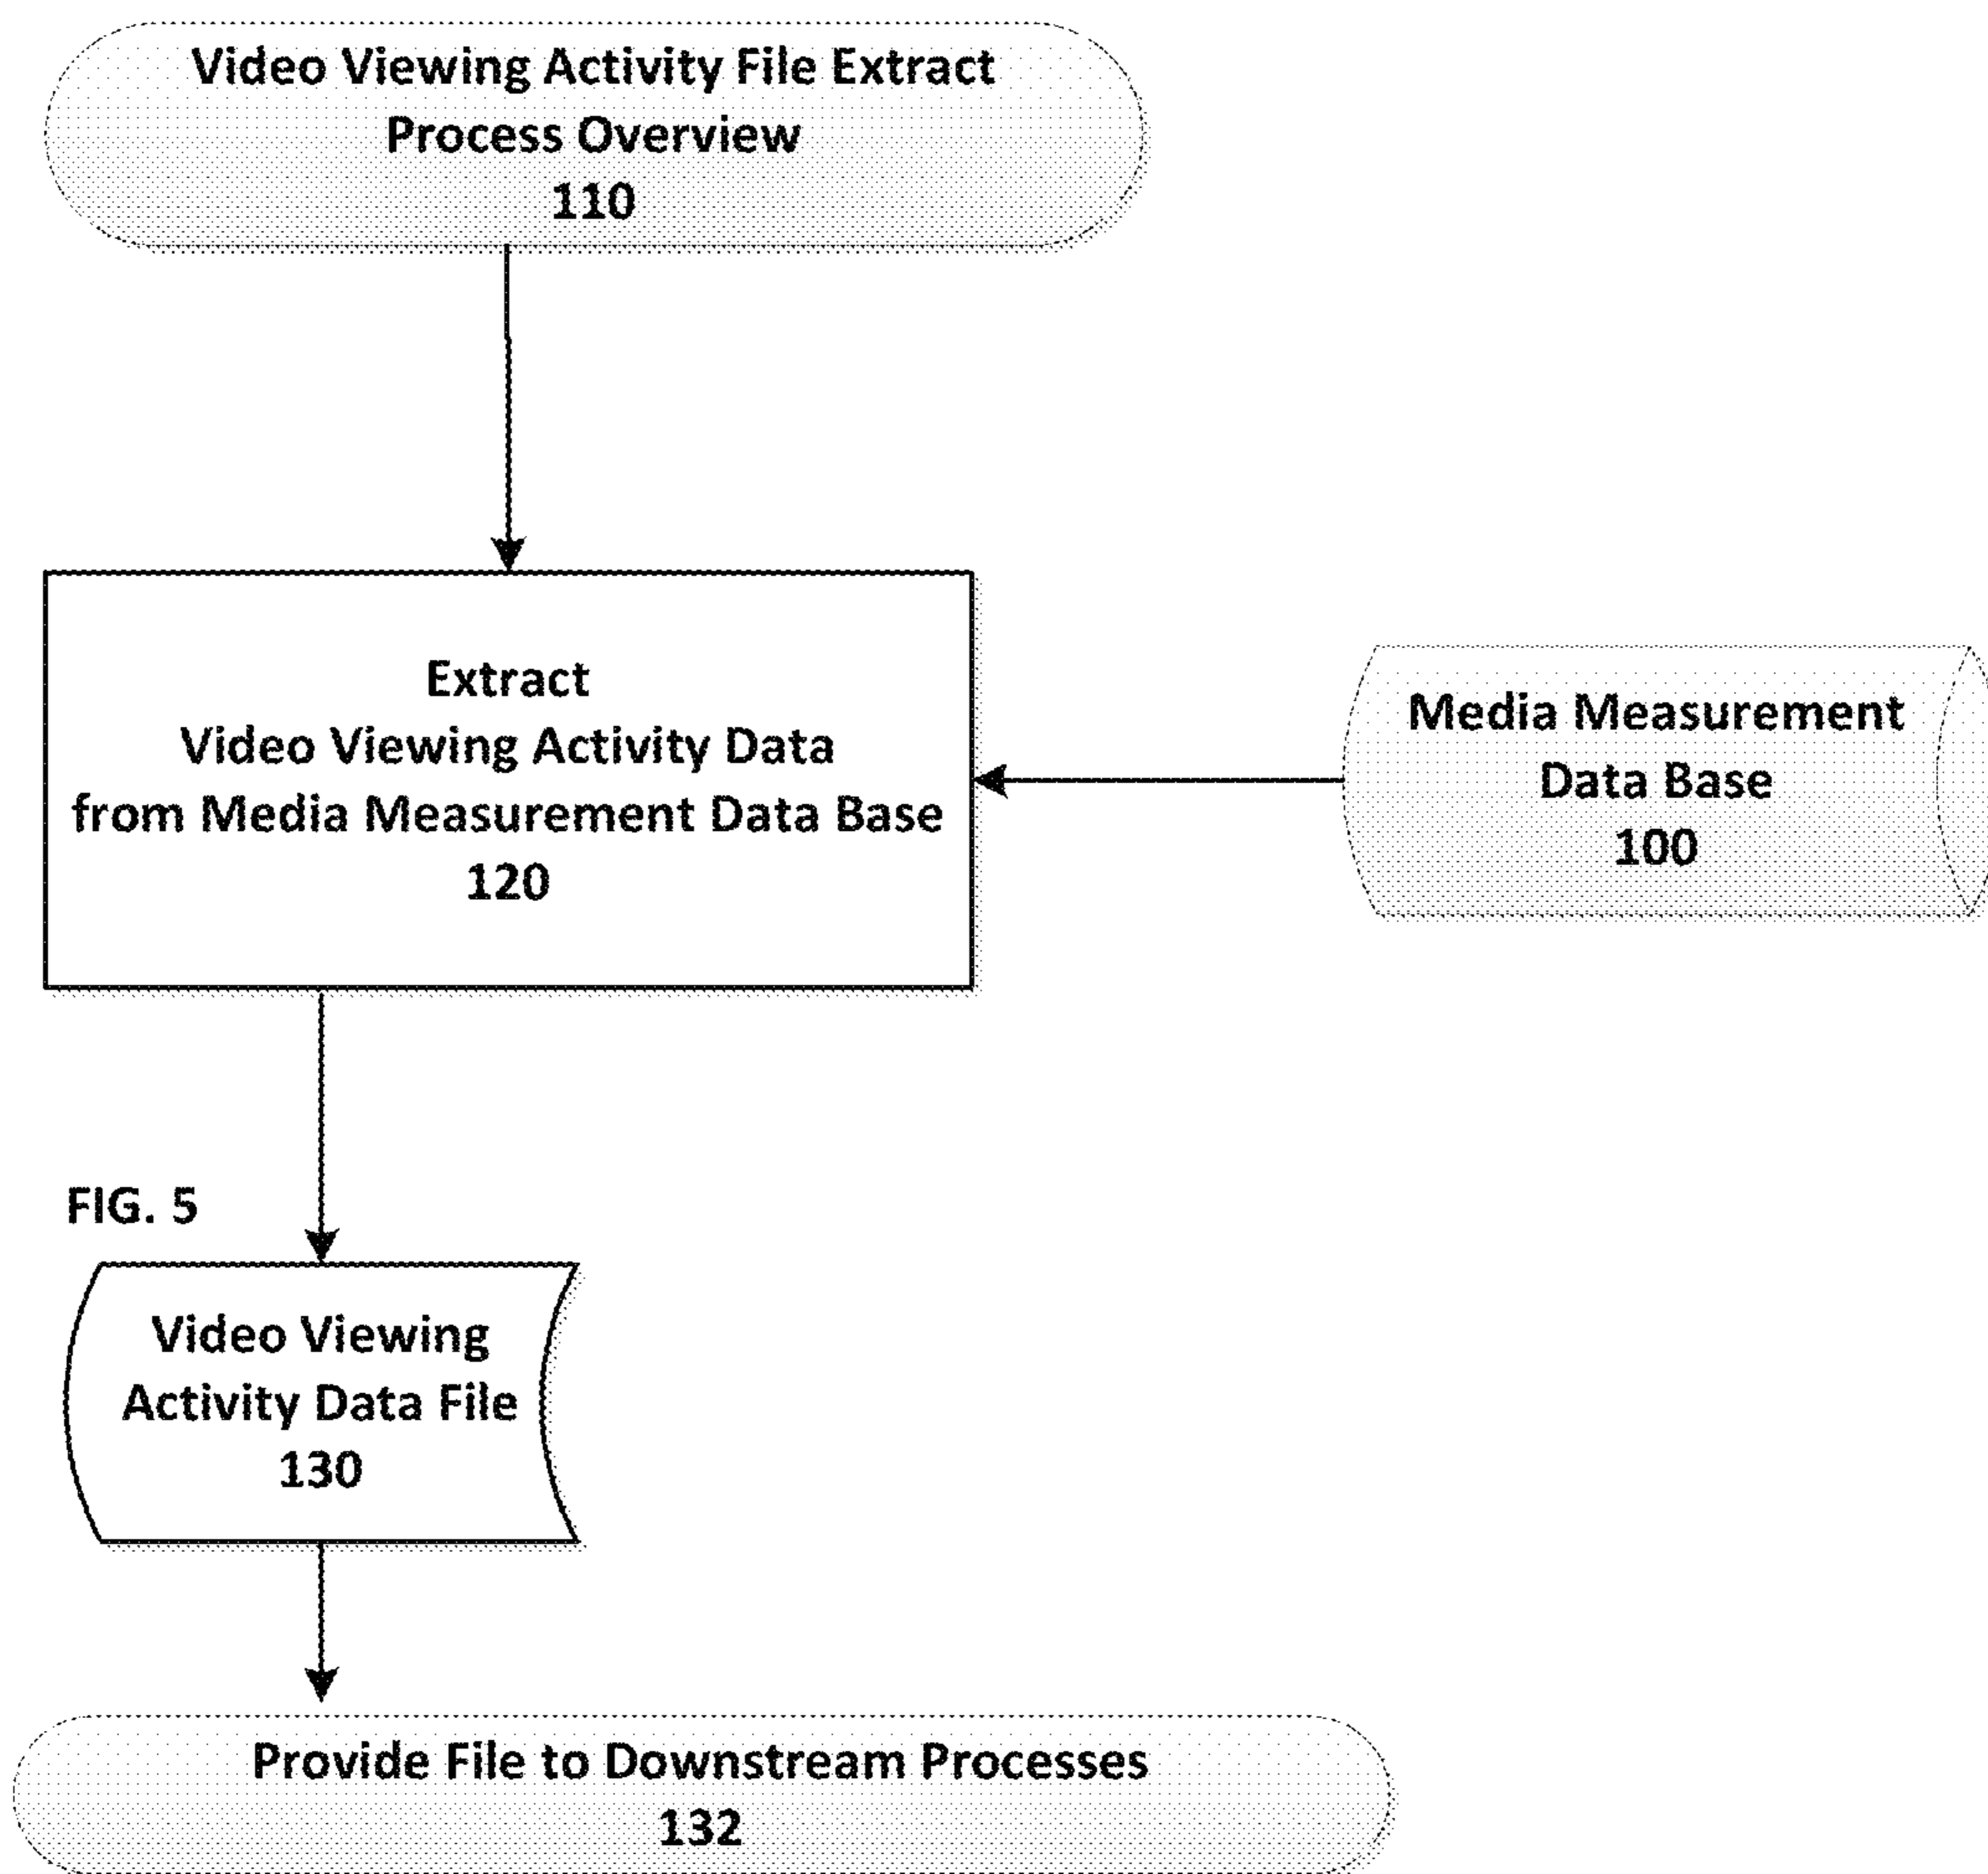 Video Viewing Activity File Extract
Process Overview
110
Extract
Video Viewing Activity Data
from Media Measurement Data Base
120
Media Measurement
Data Base
100
FIG. 5
Video Viewing
Activity Data File
130
Provide File to Downstream Processes
132